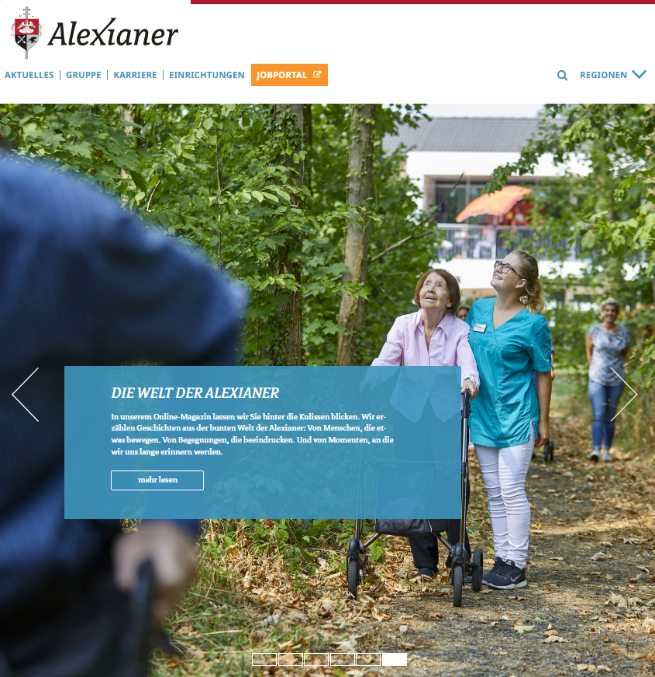 Alexianer
AKTUELLES GRUPPE KARRIERE EINRICHTUNGEN JOBPORTAL REGIONEN
DIE WELT DER ALEXIANER
In unserem Online-Magazin lassen wir Sie hinter die Kulissen blicken. Wir er-
zählen Geschichten aus der bunten Welt der Alexianer: Von Menschen, die et-
was bewegen. Von Begegnungen, die beeindrucken. Und von Momenten, an die
wir uns lange erinnern werden.
mehr lesen